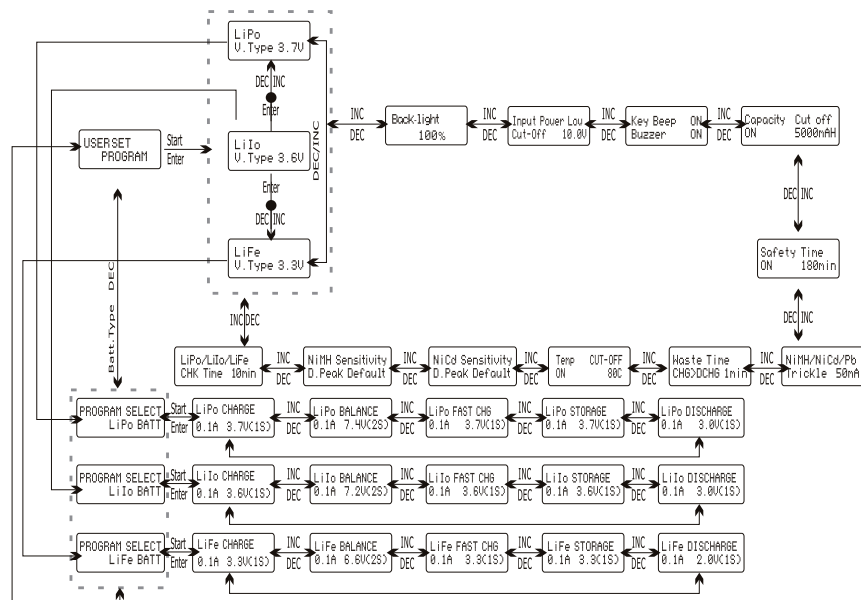 LiPo
V.Type 3.7V
DEC INC
Enter
USERSET
PROGRAM
Start
Enter
LiIo
V.Type 3.6V
Enter
DEC INC
LiFe
V.Type 3.3V
DEC/INC
INC
DEC
Back-light
100%
INC
DEC
Input Power Low
Cut-Off 10.0V
INC
DEC
Key Beep ON
Buzzer ON
INC
DEC
Capacity Cut off
ON 5000mAH
DEC INC
Safety Time
ON 180min
DEC INC
Batt.Type DEC
INC DEC
LiPo/LiIo/LiFe
CHK Time 10min
INC
DEC
NiMH Sensitivity
D.Peak Default
INC
DEC
NiCd Sensitivity
D.Peak Default
INC
DEC
Temp CUT-OFF
ON 80C
INC
DEC
Waste Time
CHG>DCHG 1min
INC
DEC
NiMH/NiCd/Pb
Trickle 50mA
PROGRAM SELECT
LiPo BATT
Start
Enter
LiPo CHARGE
0.1A 3.7V(1S)
INC
DEC
LiPo BALANCE
0.1A 7.4V(2S)
INC
DEC
LiPo FAST CHG
0.1A 3.7V(1S)
INC
DEC
LiPo STORAGE
0.1A 3.7V(1S)
INC
DEC
LiPo DISCHARGE
0.1A 3.0V(1S)
PROGRAM SELECT
LiIo BATT
Start
Enter
LiIo CHARGE
0.1A 3.6V(1S)
INC
DEC
LiIo BALANCE
0.1A 7.2V(2S)
INC
DEC
LiIo FAST CHG
0.1A 3.6V(1S)
INC
DEC
LiIo STORAGE
0.1A 3.6V(1S)
INC
DEC
LiIo DISCHARGE
0.1A 3.0V(1S)
PROGRAM SELECT
LiFe BATT
Start
Enter
LiFe CHARGE
0.1A 3.3V(1S)
INC
DEC
LiFe BALANCE
0.1A 6.6V(2S)
INC
DEC
LiFe FAST CHG
0.1A 3.3(1S)
INC
DEC
LiFe STORAGE
0.1A 3.3(1S)
INC
DEC
LiFe DISCHARGE
0.1A 2.0V(1S)